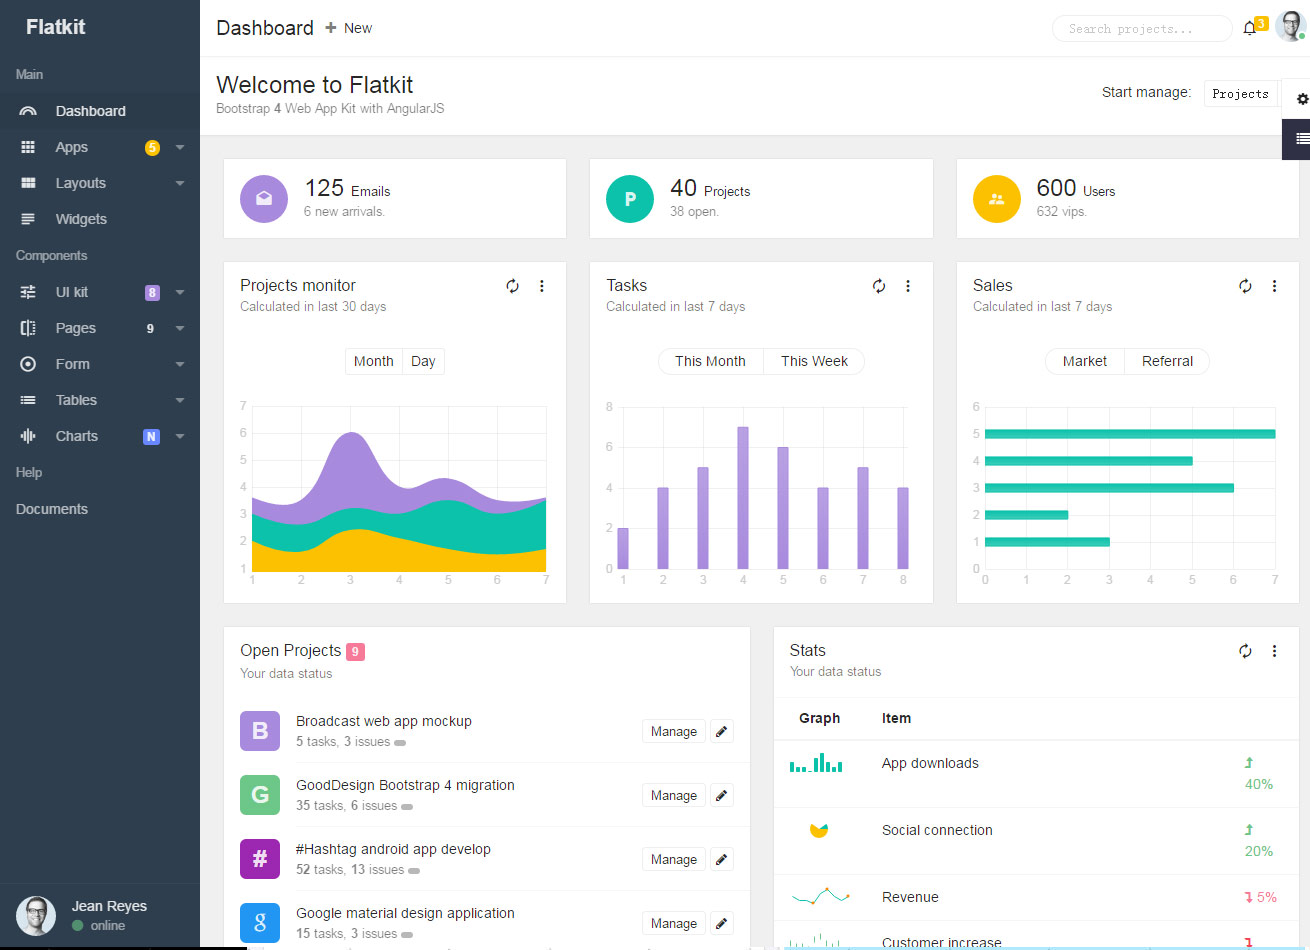 Flatkit
Main
Dashboard
Apps 5
Layouts
Widgets
Components
UI kit 8
Pages 9
Form
Tables
Charts N
Help
Documents
Jean Reyes
online
Dashboard + New
Search projects...
3
Welcome to Flatkit
Bootstrap 4 Web App Kit with AngularJS
Start manage: Projects
125 Emails
6 new arrivals.
P
40 Projects
38 open.
600 Users
632 vips.
Projects monitor
Calculated in last 30 days
Month Day
7
6
5
4
3
2
1
1 2 3 4 5 6 7
Tasks
Calculated in last 7 days
This Month This Week
8
6
4
2
0
1 2 3 4 5 6 7 8
Sales
Calculated in last 7 days
Market Referral
6
5
4
3
2
1
0
0 1 2 3 4 5 6 7
Open Projects 9
Your data status
B
Broadcast web app mockup
5 tasks, 3 issues
Manage
G
GoodDesign Bootstrap 4 migration
35 tasks, 6 issues
Manage
#
#Hashtag android app develop
52 tasks, 13 issues
Manage
g
Google material design application
15 tasks, 3 issues
Manage
Stats
Your data status
Graph Item
App downloads
40%
Social connection
20%
Revenue 5%
Customer increase